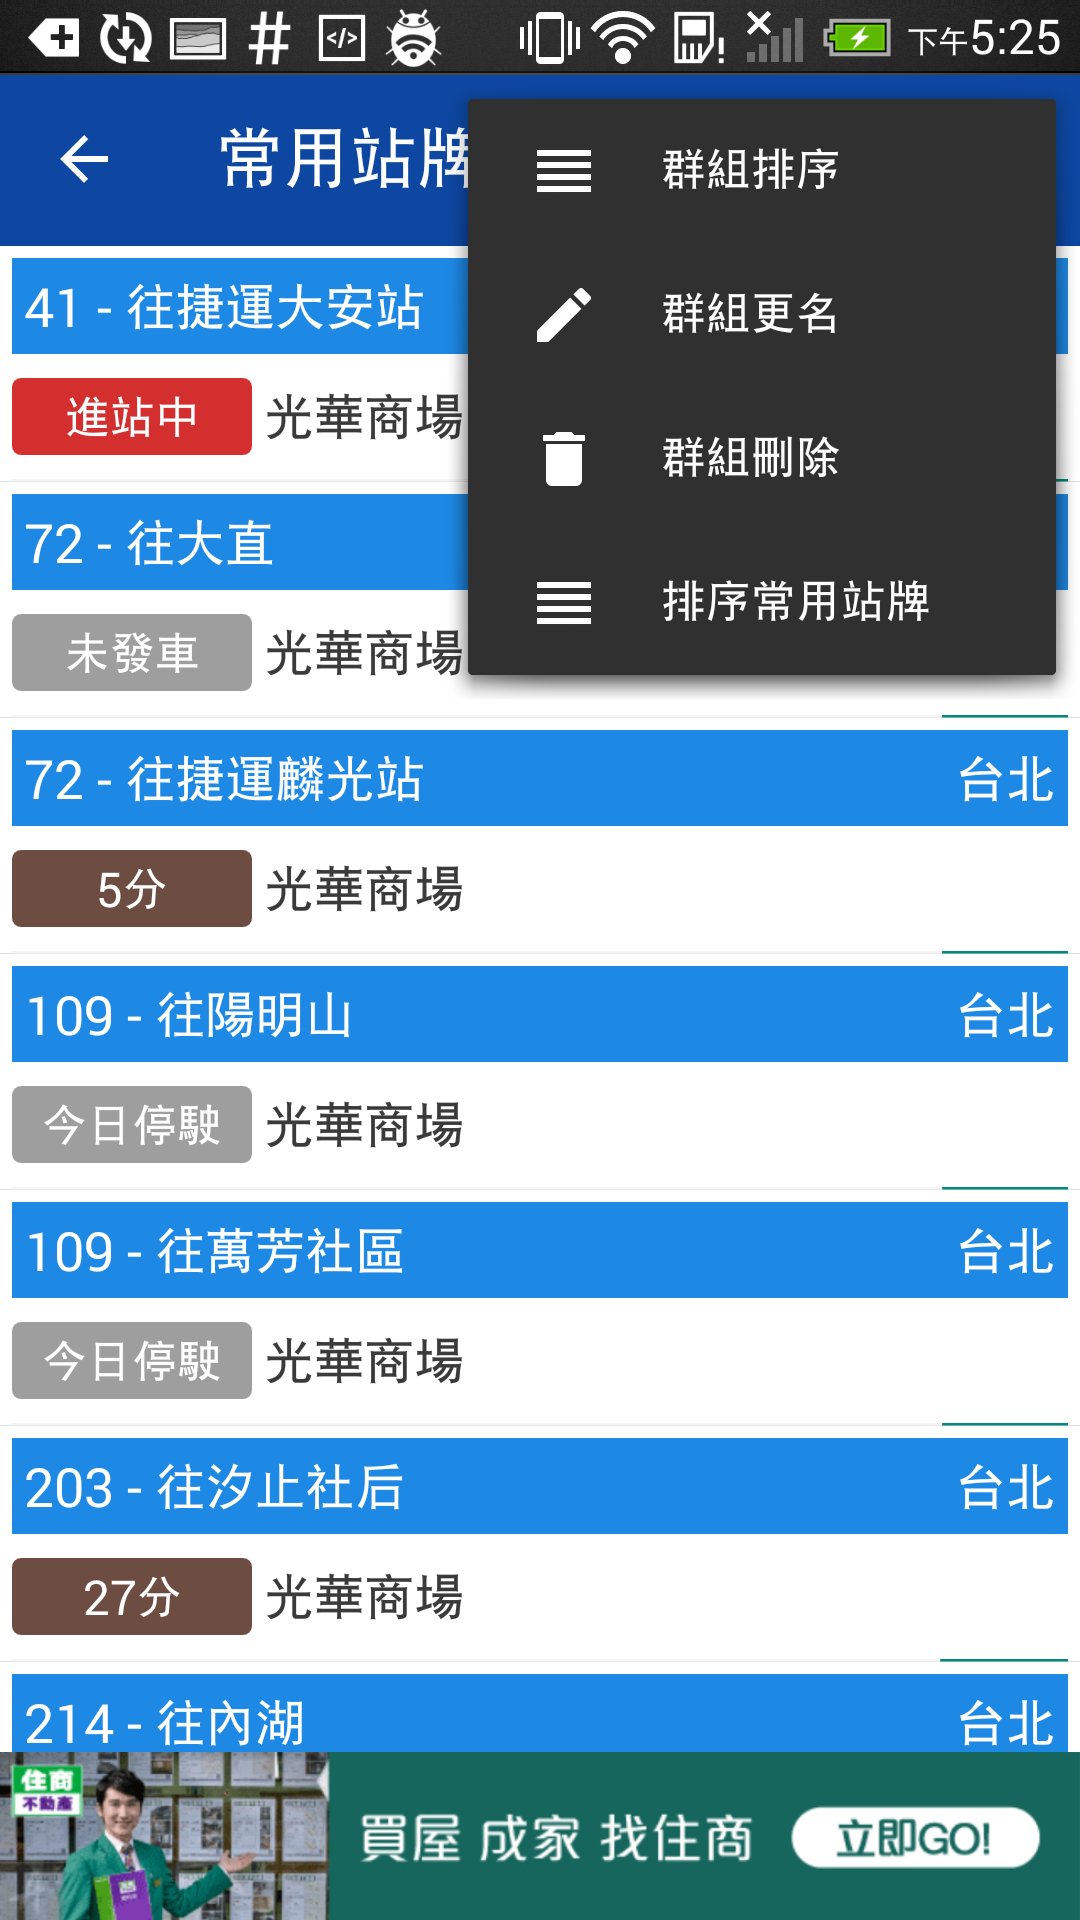 下午5:25
常用站牌
群組排序
群組更名
群組刪除
排序常用站牌
41 - 往捷運大安站
進站中 光華商場
72 - 往大直
未發車 光華商場
72 - 往捷運麟光站 台北
5分 光華商場
109 - 往陽明山 台北
今日停駛 光華商場
109 - 往萬芳社區 台北
今日停駛 光華商場
203 - 往汐止社后 台北
27分 光華商場
214 - 往內湖 台北
住商
不動產
買屋 成家 找住商
立即GO!